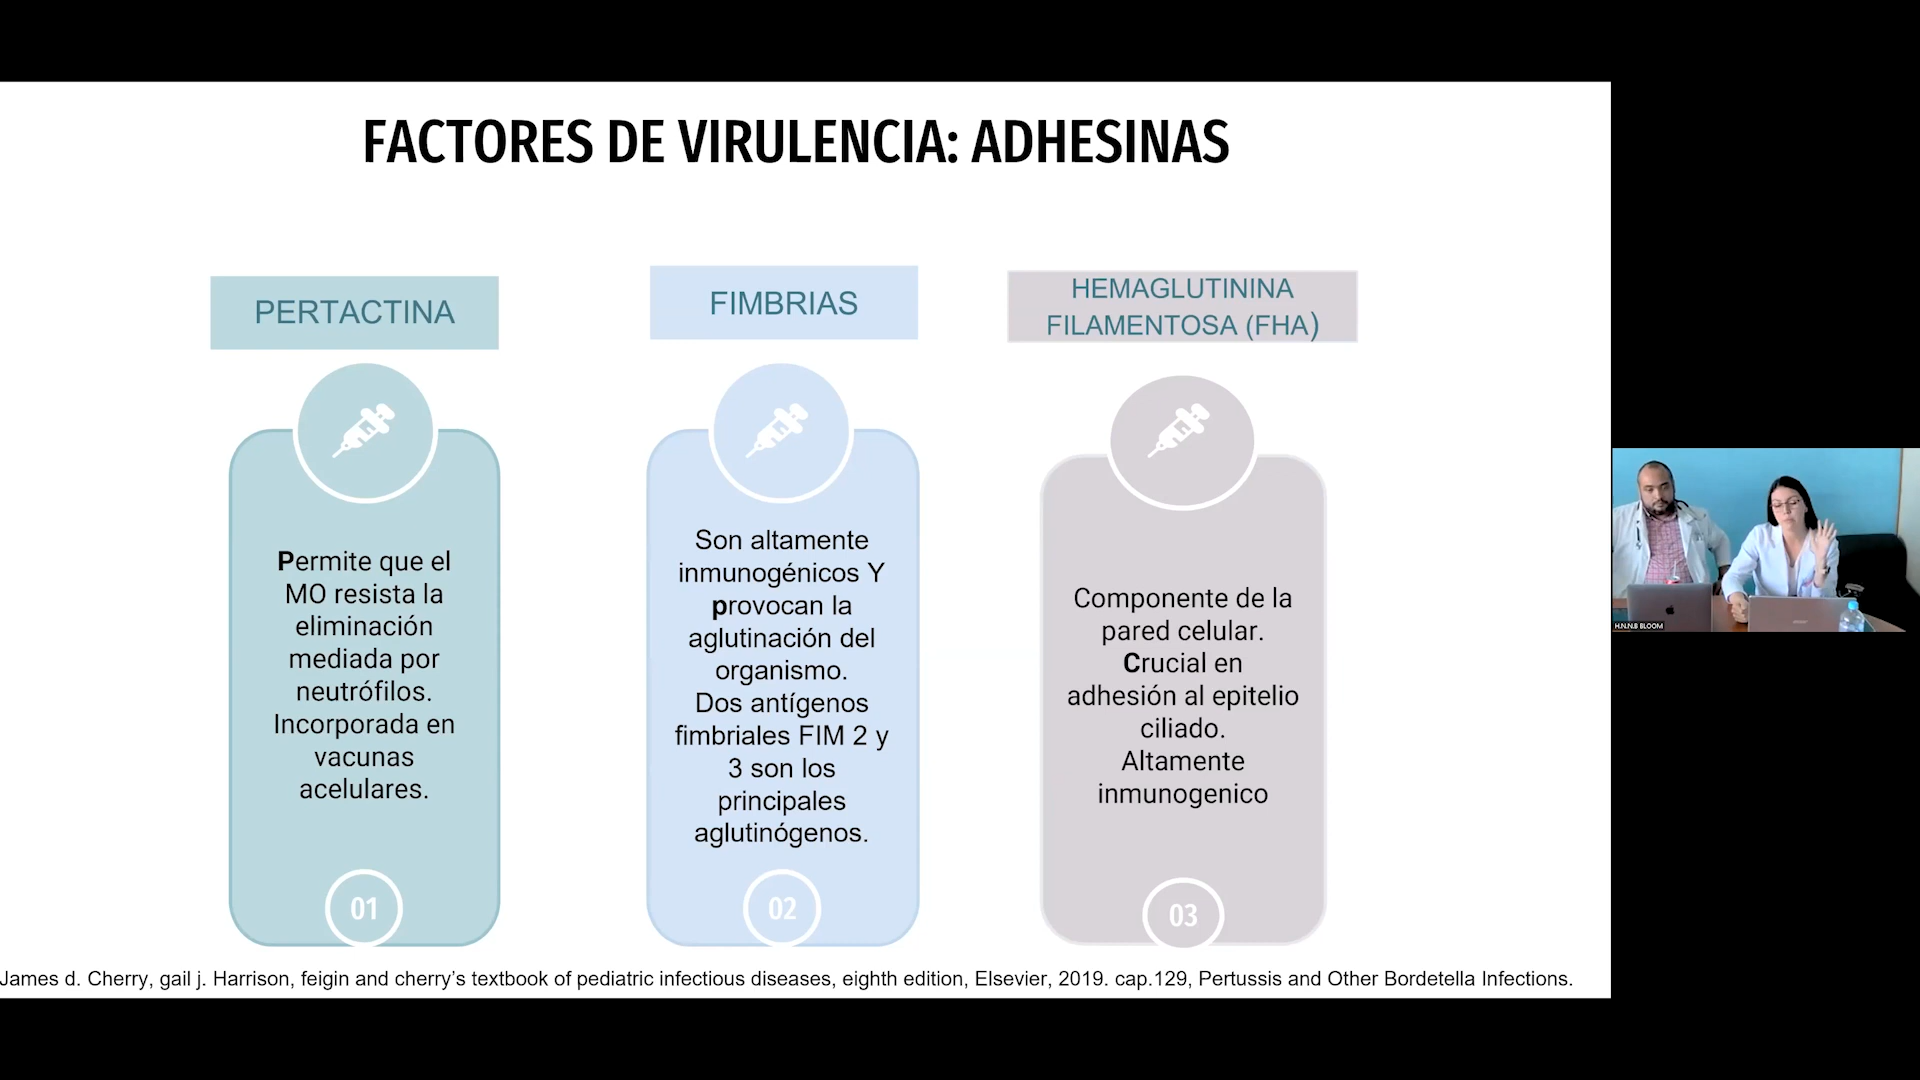 FACTORES DE VIRULENCIA: ADHESINAS
PERTACTINA
Permite que el
MO resista la
eliminación
mediada por
neutrófilos.
Incorporada en
vacunas
acelulares.
01
FIMBRIAS
Son altamente
inmunogénicos Y
provocan la
aglutinación del
organismo.
Dos antígenos
fimbriales FIM 2 y
3 son los
principales
aglutinógenos.
02
HEMAGLUTININA
FILAMENTOSA (FHA)
Componente de la
pared celular.
Crucial en
adhesión al epitelio
ciliado.
Altamente
inmunogenico
03
James d. Cherry, gail j. Harrison, feigin and cherry's textbook of pediatric infectious diseases, eighth edition, Elsevier, 2019. cap.129, Pertussis and Other Bordetella Infections.
H.N.N.B BLOOM